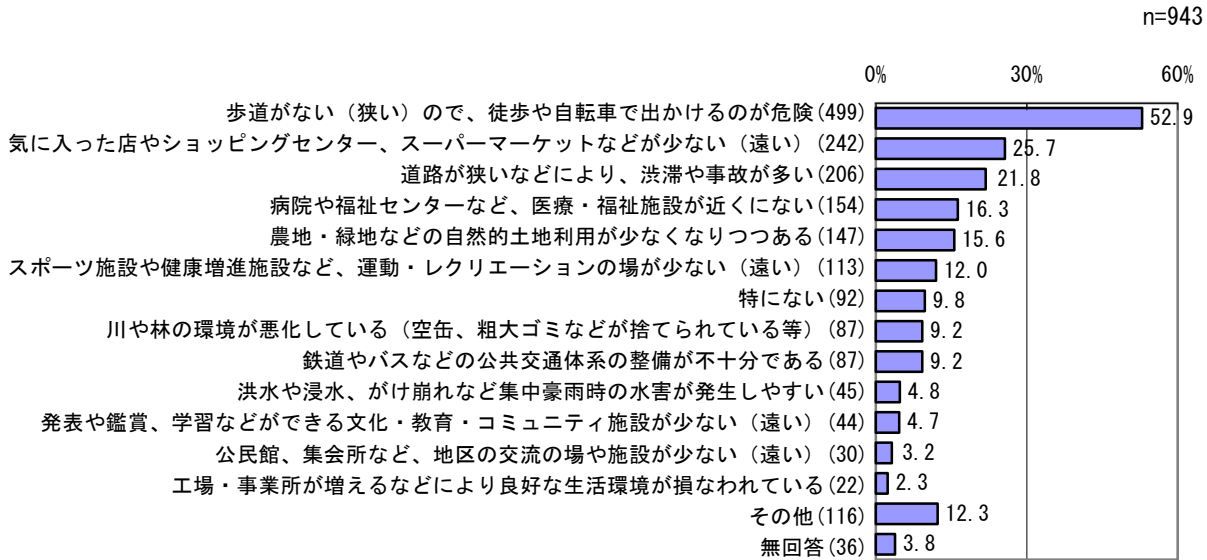 n=943
0% 30% 60%
歩道がない（狭い）ので、徒歩や自転車で出かけるのが危険(499) 52.9
気に入った店やショッピングセンター、スーパーマーケットなどが少ない（遠い）(242) 25.7
道路が狭いなどにより、渋滞や事故が多い(206) 21.8
病院や福祉センターなど、医療・福祉施設が近くにない(154) 16.3
農地・緑地などの自然的土地利用が少なくなりつつある(147) 15.6
スポーツ施設や健康増進施設など、運動・レクリエーションの場が少ない（遠い）(113) 12.0
特にない(92) 9.8
川や林の環境が悪化している（空缶、粗大ゴミなどが捨てられている等）(87) 9.2
鉄道やバスなどの公共交通体系の整備が不十分である(87) 9.2
洪水や浸水、がけ崩れなど集中豪雨時の水害が発生しやすい(45) 4.8
発表や鑑賞、学習などができる文化・教育・コミュニティ施設が少ない（遠い）(44) 4.7
公民館、集会所など、地区の交流の場や施設が少ない（遠い）(30) 3.2
工場・事業所が増えるなどにより良好な生活環境が損なわれている(22) 2.3
その他(116) 12.3
無回答(36) 3.8